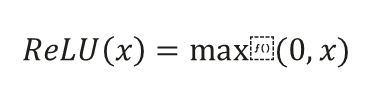 ReLU(x) = max f()(0, x)